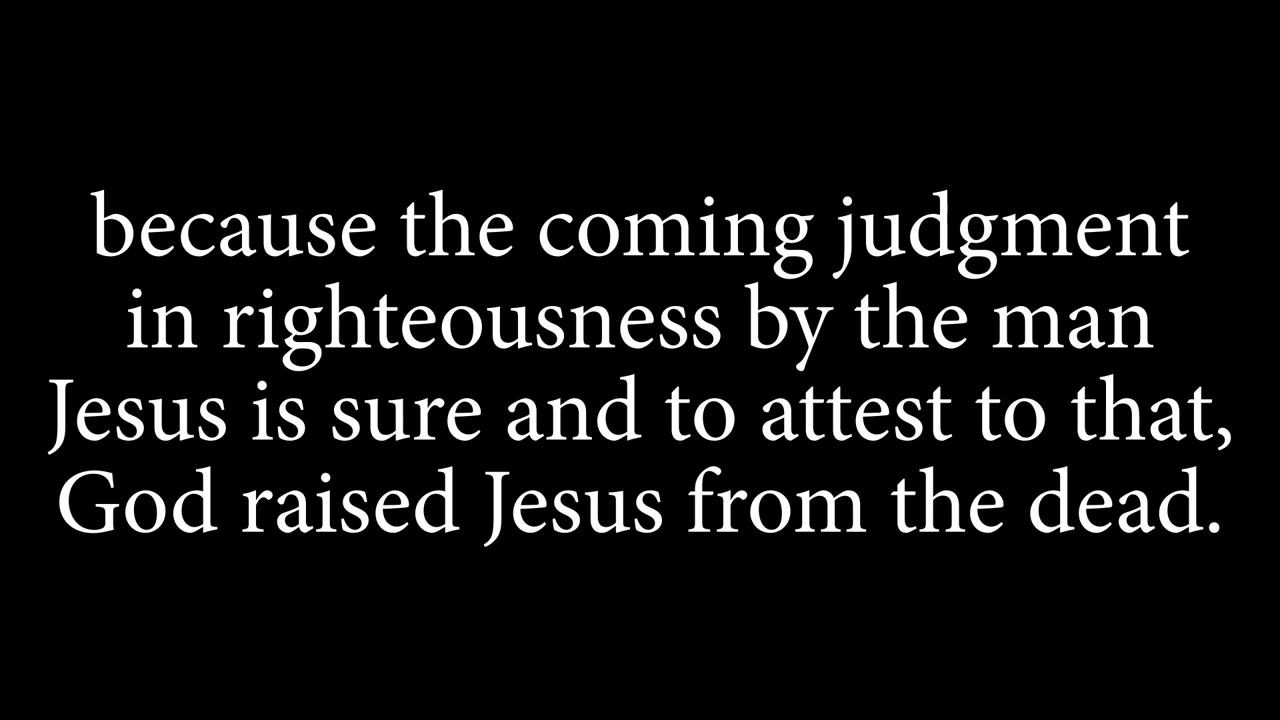 because the coming judgment
in righteousness by the man
Jesus is sure and to attest to that,
God raised Jesus from the dead.